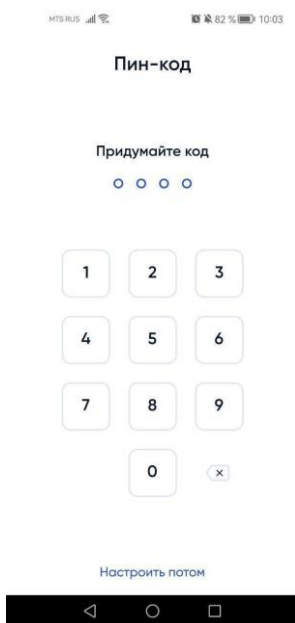 MTS RUS 82 % 10:03
Пин-код
Придумайте код
1 2 3
4 5 6
7 8 9
0
Настроить потом